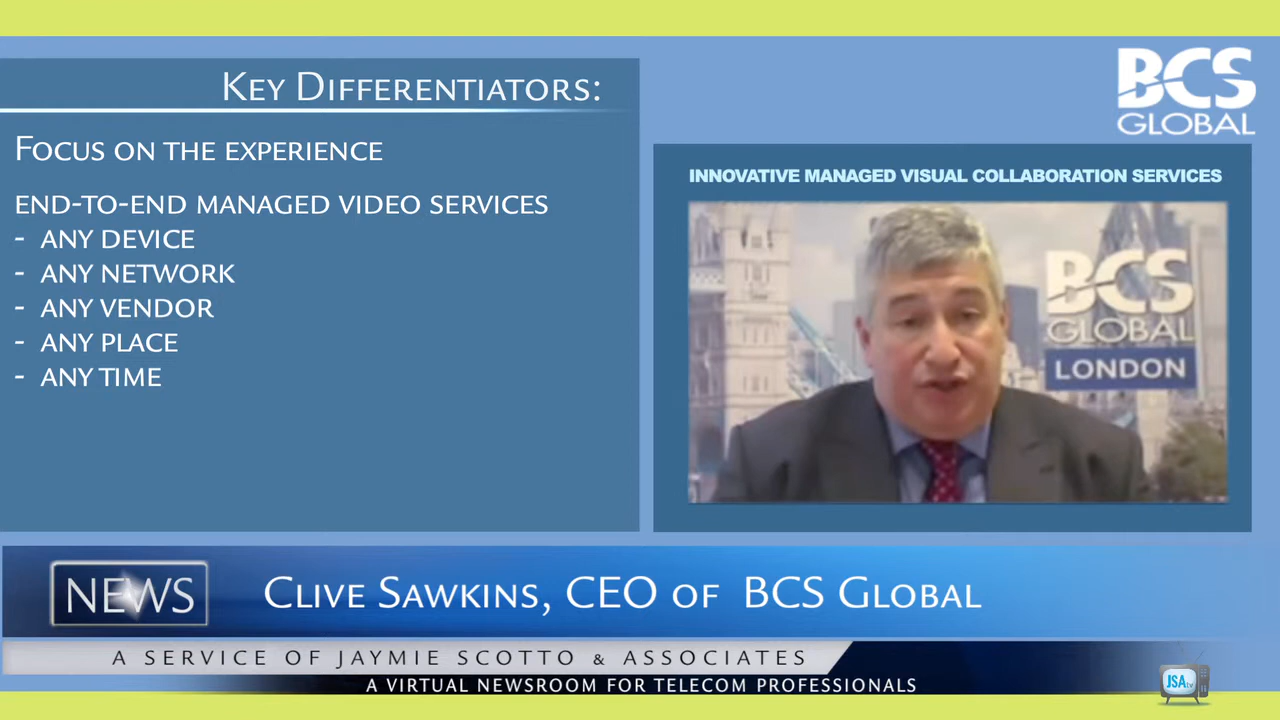 KEY DIFFERENTIATORS:
FOCUS ON THE EXPERIENCE
END-TO-END MANAGED VIDEO SERVICES
- ANY DEVICE
- ANY NETWORK
- ANY VENDOR
- ANY PLACE
- ANY TIME
BCS
GLOBAL
INNOVATIVE MANAGED VISUAL COLLABORATION SERVICES
BCS
GLOBAL
LONDON
NEWS
CLIVE SAWKINS, CEO OF BCS GLOBAL
A SERVICE OF JAYMIE SCOTTO & ASSOCIATES
A VIRTUAL NEWSROOM FOR TELECOM PROFESSIONALS
JSAtv